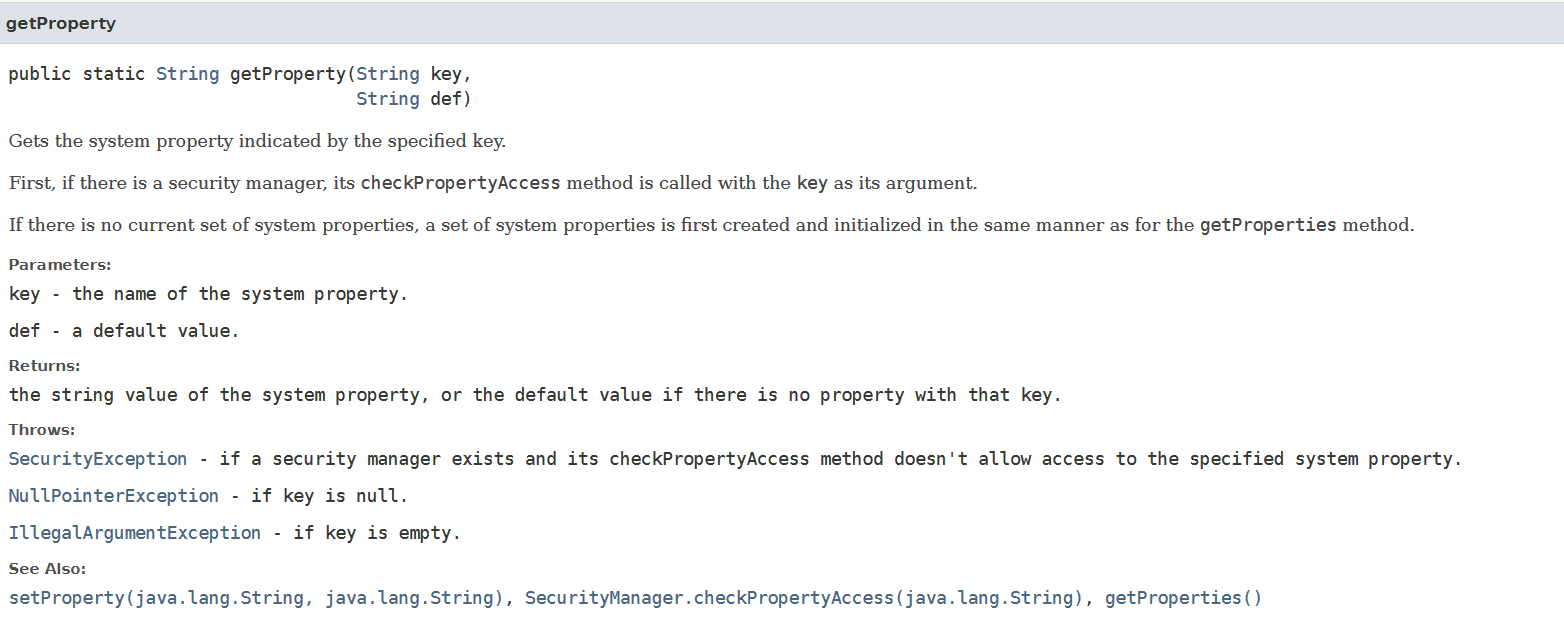 getProperty
public static String getProperty(String key,
String def)
Gets the system property indicated by the specified key.
First, if there is a security manager, its checkPropertyAccess method is called with the key as its argument.
If there is no current set of system properties, a set of system properties is first created and initialized in the same manner as for the getProperties method.
Parameters:
key - the name of the system property.
def - a default value.
Returns:
the string value of the system property, or the default value if there is no property with that key.
Throws:
SecurityException - if a security manager exists and its checkPropertyAccess method doesn't allow access to the specified system property.
NullPointerException - if key is null.
IllegalArgumentException - if key is empty.
See Also:
setProperty(java.lang.String, java.lang.String), SecurityManager.checkPropertyAccess(java.lang.String), getProperties()